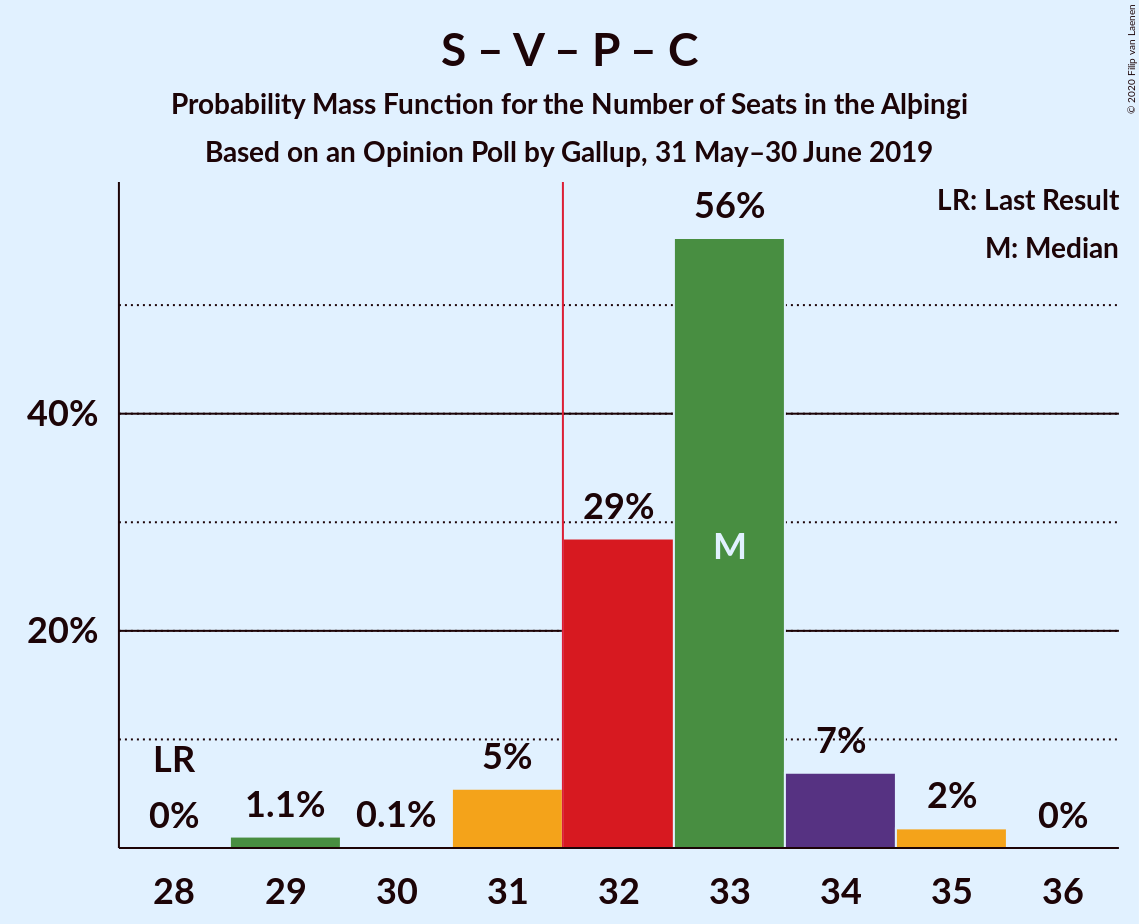 S – V – P – C
Probability Mass Function for the Number of Seats in the Alþingi
Based on an Opinion Poll by Gallup, 31 May–30 June 2019
© 2020 Filip van Laenen
LR: Last Result
M: Median
56%
40%
29%
M
20%
7%
LR
5%
2%
1.1%
0%
0.1%
0%
28 29 30 31 32 33 34 35 36